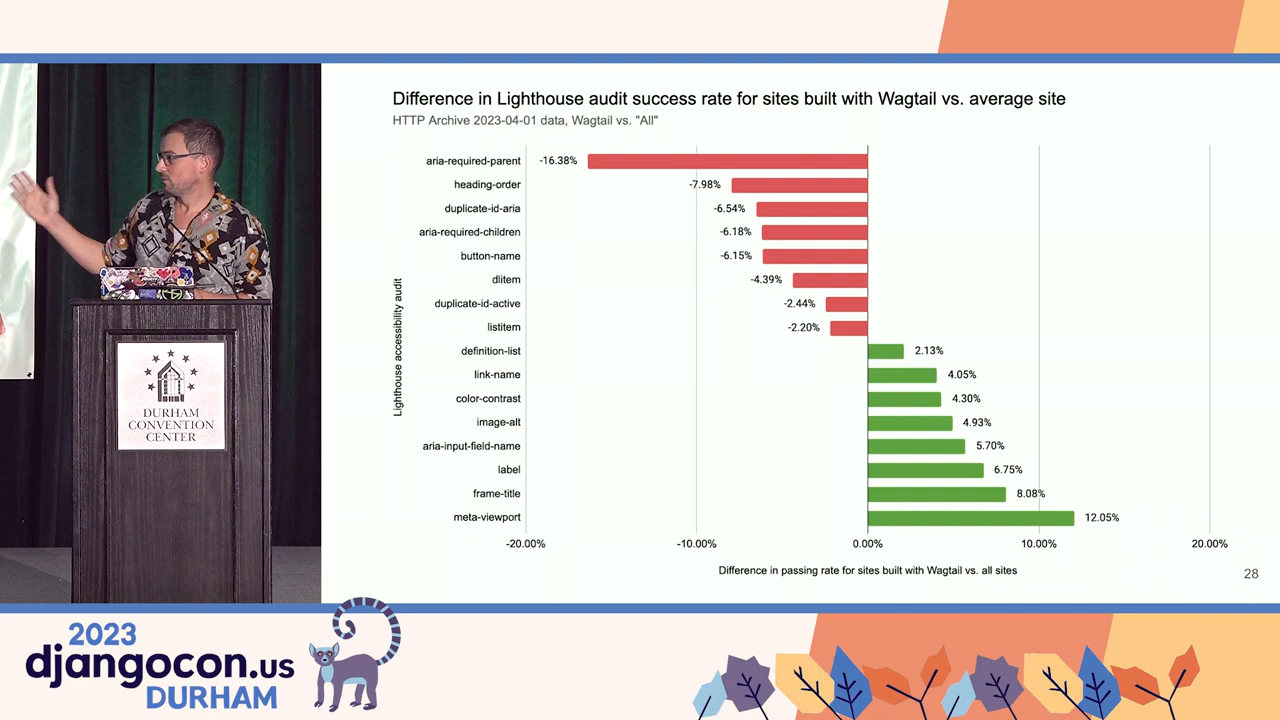 Difference in Lighthouse audit success rate for sites built with Wagtail vs. average site
HTTP Archive 2023-04-01 data, Wagtail vs. "All"
Lighthouse accessibility audit
aria-required-parent -16.38%
heading-order -7.98%
duplicate-id-aria -6.54%
aria-required-children -6.18%
button-name -6.15%
dlitem -4.39%
duplicate-id-active -2.44%
listitem -2.20%
definition-list 2.13%
link-name 4.05%
color-contrast 4.30%
image-alt 4.93%
aria-input-field-name 5.70%
label 6.75%
frame-title 8.08%
meta-viewport 12.05%
-20.00% -10.00% 0.00% 10.00% 20.00%
Difference in passing rate for sites built with Wagtail vs. all sites
28
DURHAM
CONVENTION
CENTER
2023
djangocon.us
DURHAM